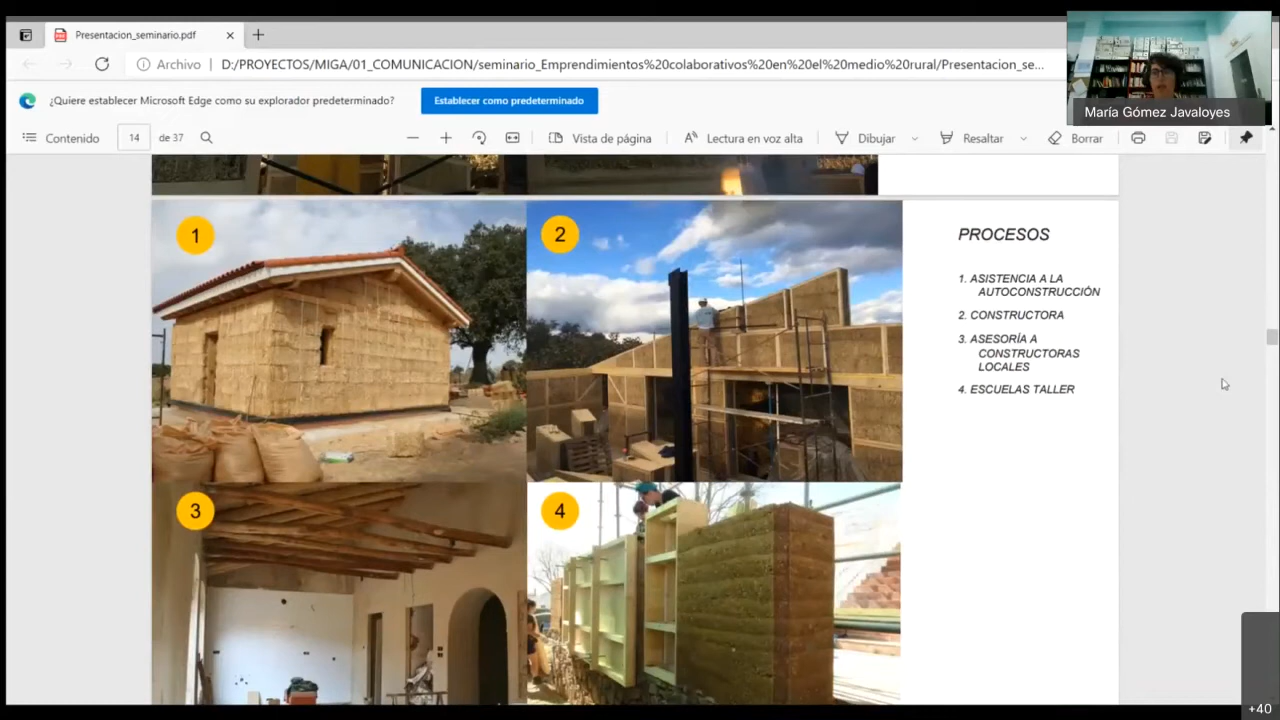 Presentacion_seminario.pdf
Archivo
D:/PROYECTOS/MIGA/01_COMUNICACION/seminario_Emprendimientos%20colaborativos%20en%20el%20medio%20rural/Presentacion_se...
¿Quiere establecer Microsoft Edge como su explorador predeterminado?
Establecer como predeterminado
María Gómez Javaloyes
Contenido
14
de 37
Vista de página
Lectura en voz alta
Dibujar
Resaltar
Borrar
1
2
PROCESOS
1. ASISTENCIA A LA
AUTOCONSTRUCCIÓN
2. CONSTRUCTORA
3. ASESORÍA A
CONSTRUCTORAS
LOCALES
4. ESCUELAS TALLER
3
4
+40